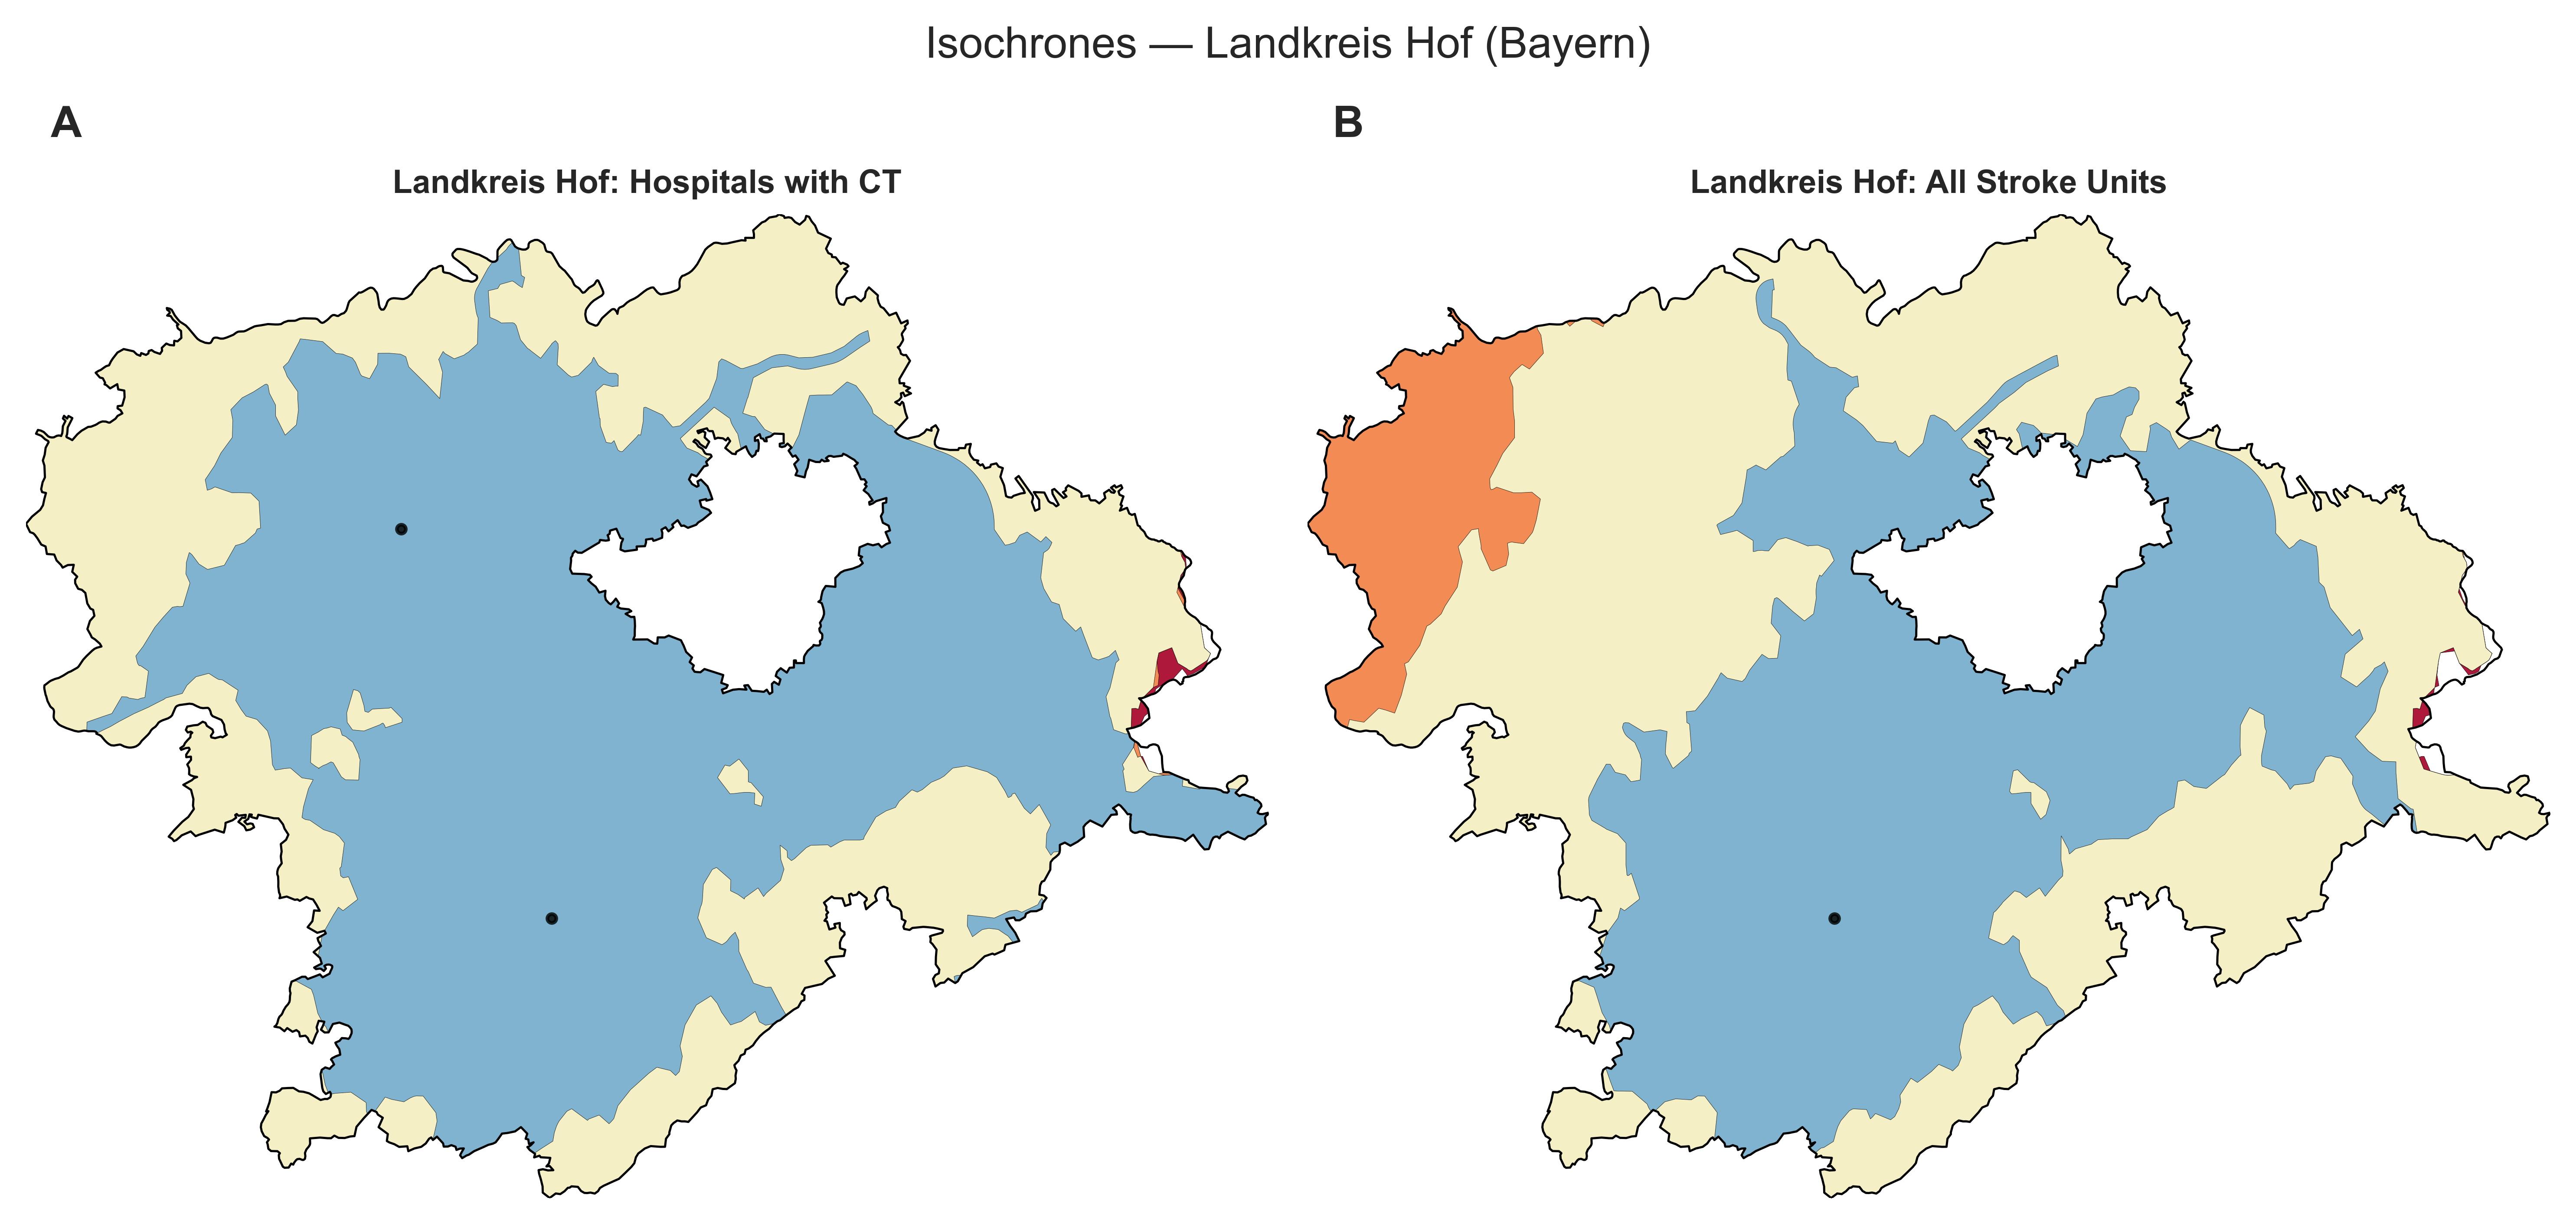 Isochrones — Landkreis Hof (Bayern)
A
B
Landkreis Hof: Hospitals with CT
Landkreis Hof: All Stroke Units